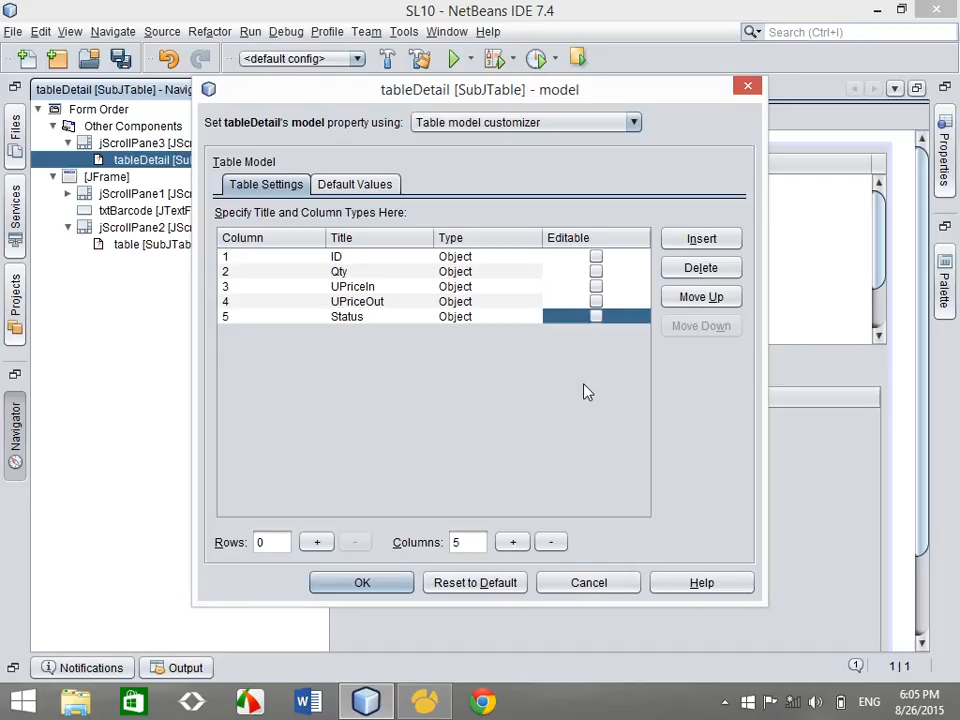 SL10 - NetBeans IDE 7.4
File Edit View Navigate Source Refactor Run Debug Profile Team Tools Window Help
Search (Ctrl+I)
<default config>
tableDetail [SubJTable] - Navig
tableDetail [SubJTable] - model
Form Order
Other Components
jScrollPane3 [JScr
tableDetail [Sub
[JFrame]
jScrollPane1 [JScr
txtBarcode [JTextF
jScrollPane2 [JScr
table [SubJTab
Files
Services
Projects
Navigator
Properties
Palette
Set tableDetail's model property using:
Table model customizer
Table Model
Table Settings
Default Values
Specify Title and Column Types Here:
Column Title Type Editable
1 ID Object
2 Qty Object
3 UPriceIn Object
4 UPriceOut Object
5 Status Object
Insert
Delete
Move Up
Move Down
Rows: 0 + - Columns: 5 + -
OK
Reset to Default
Cancel
Help
Notifications
Output
1
1|1
ENG
6:05 PM
8/26/2015